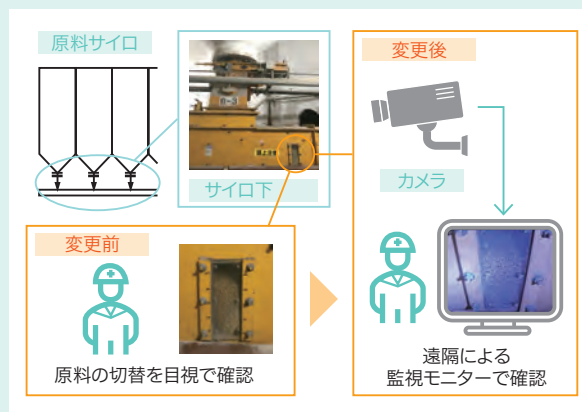 原料サイロ
サイロ下
変更前
原料の切替を目視で確認
変更後
カメラ
遠隔による
監視モニターで確認